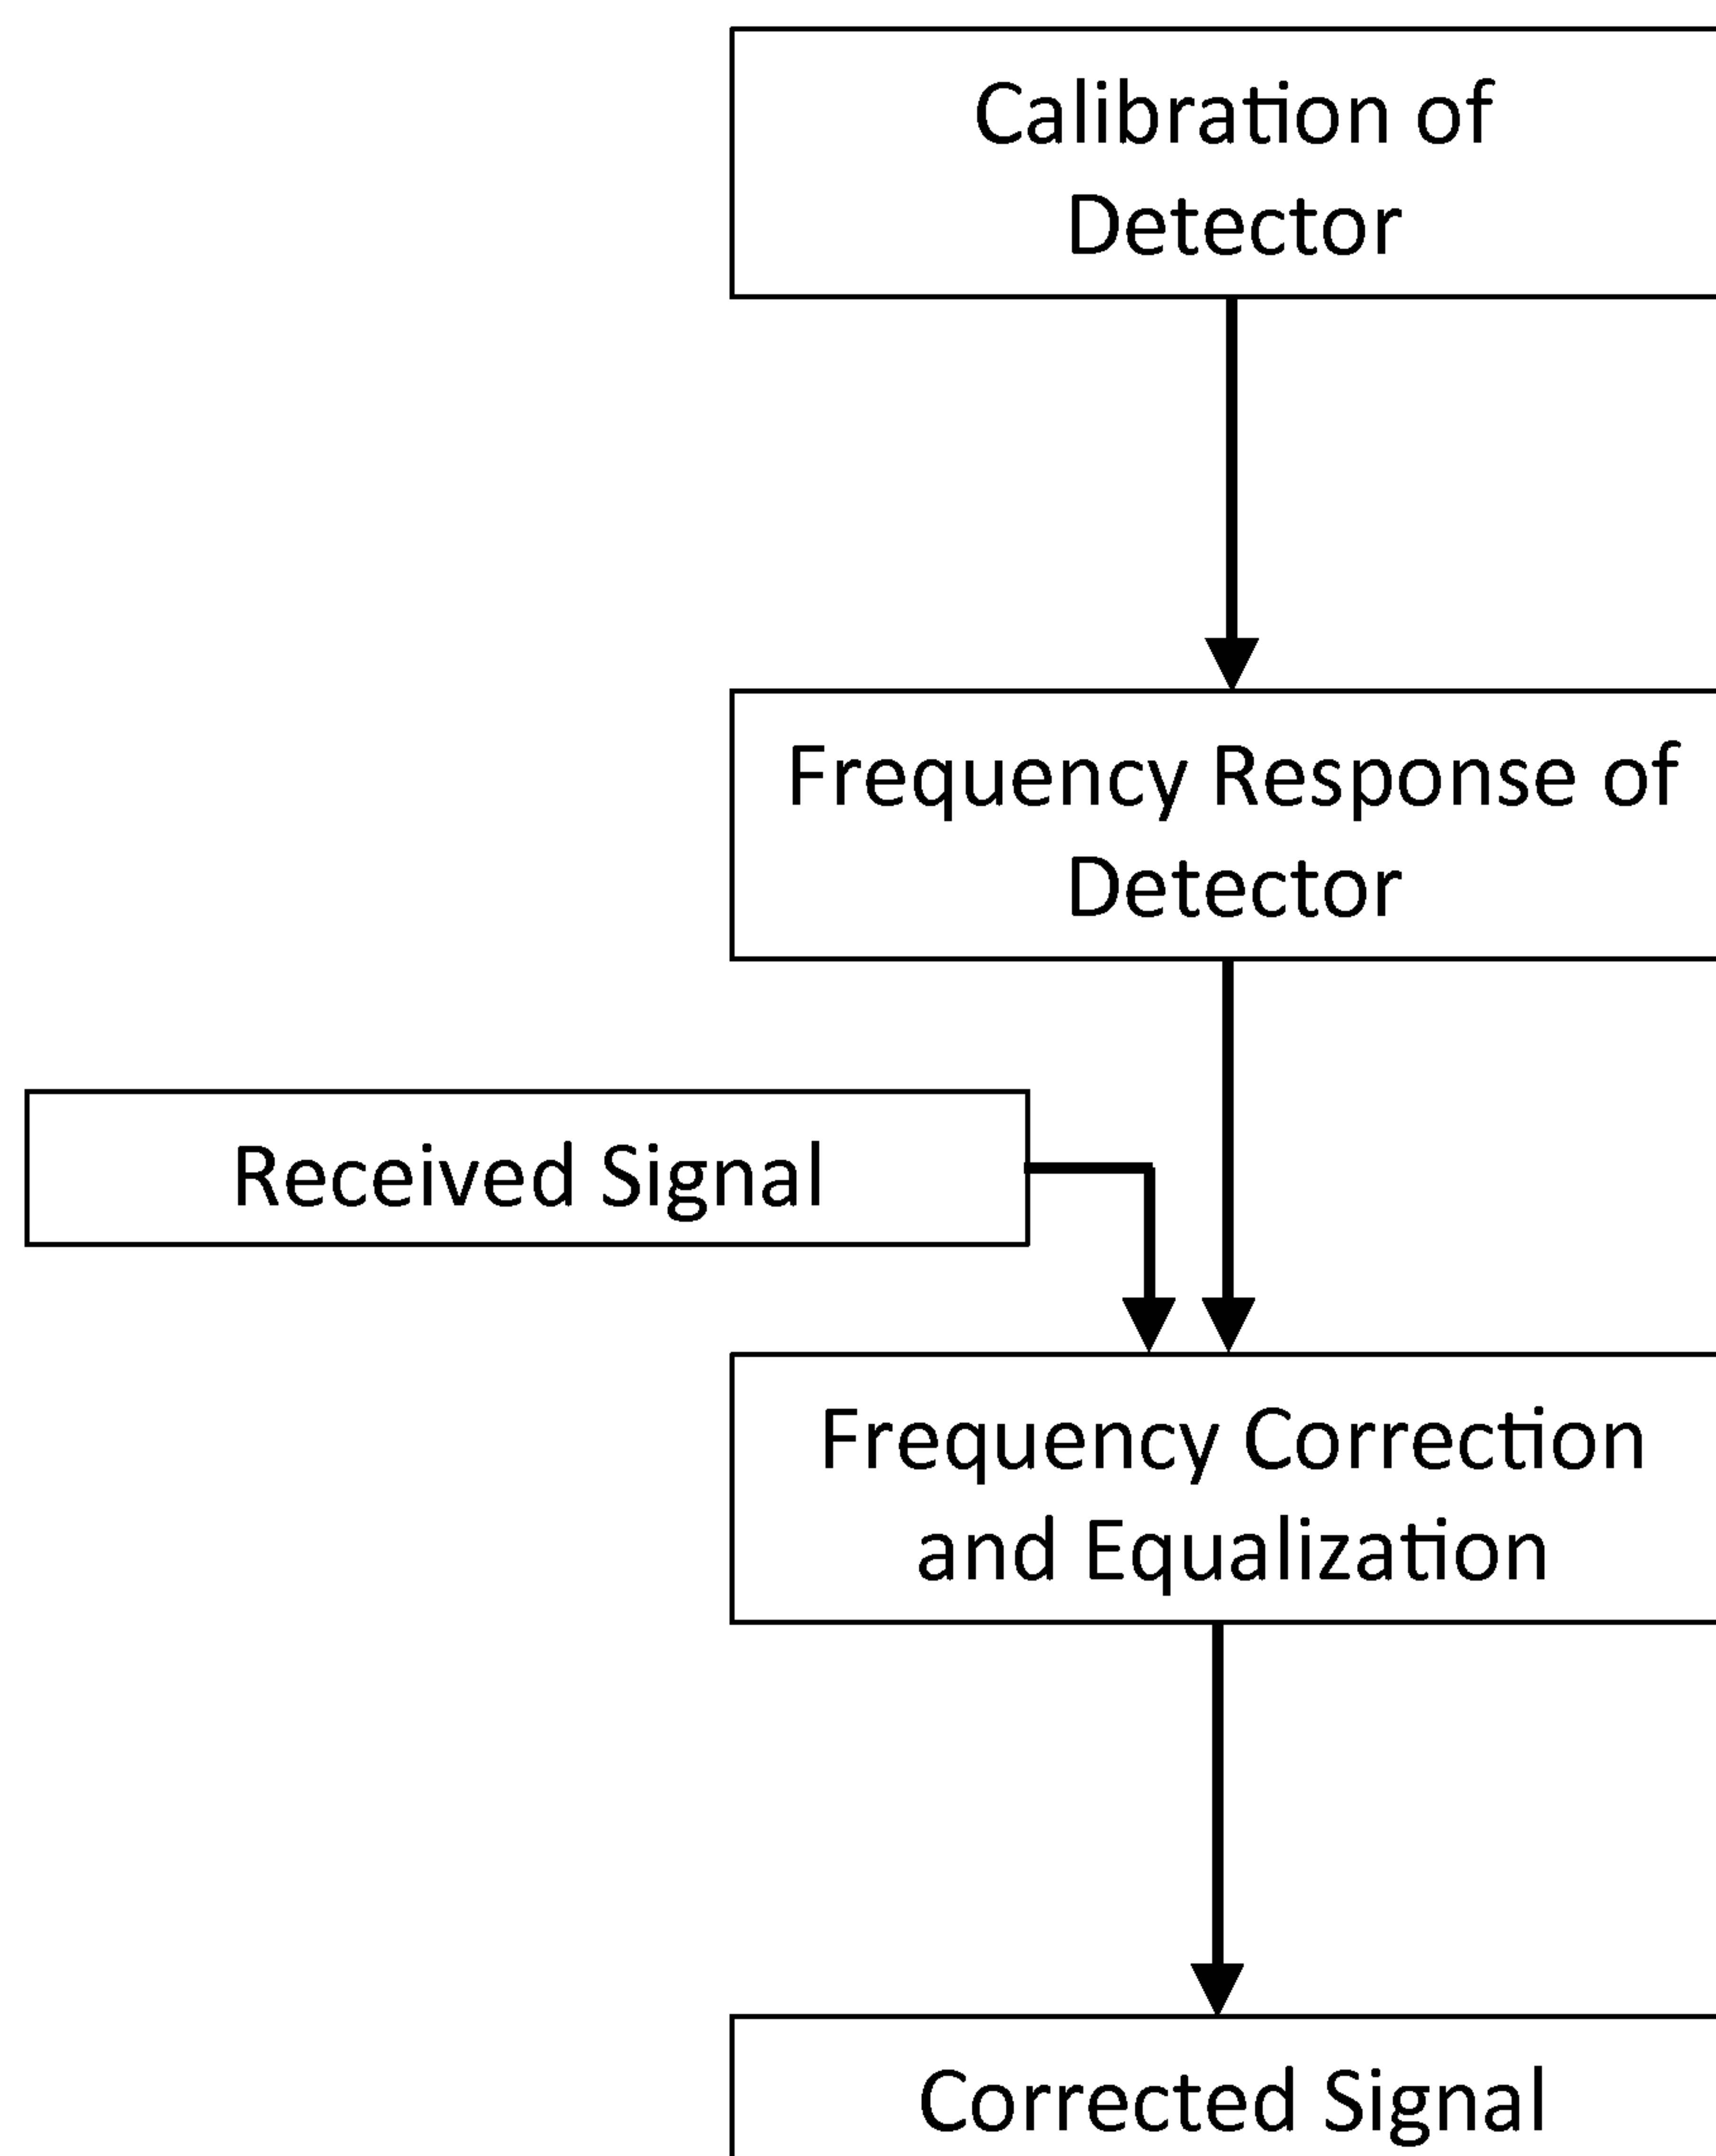 Calibration of
Detector
Frequency Response of
Detector
Received Signal
Frequency Correction
and Equalization
Corrected Signal